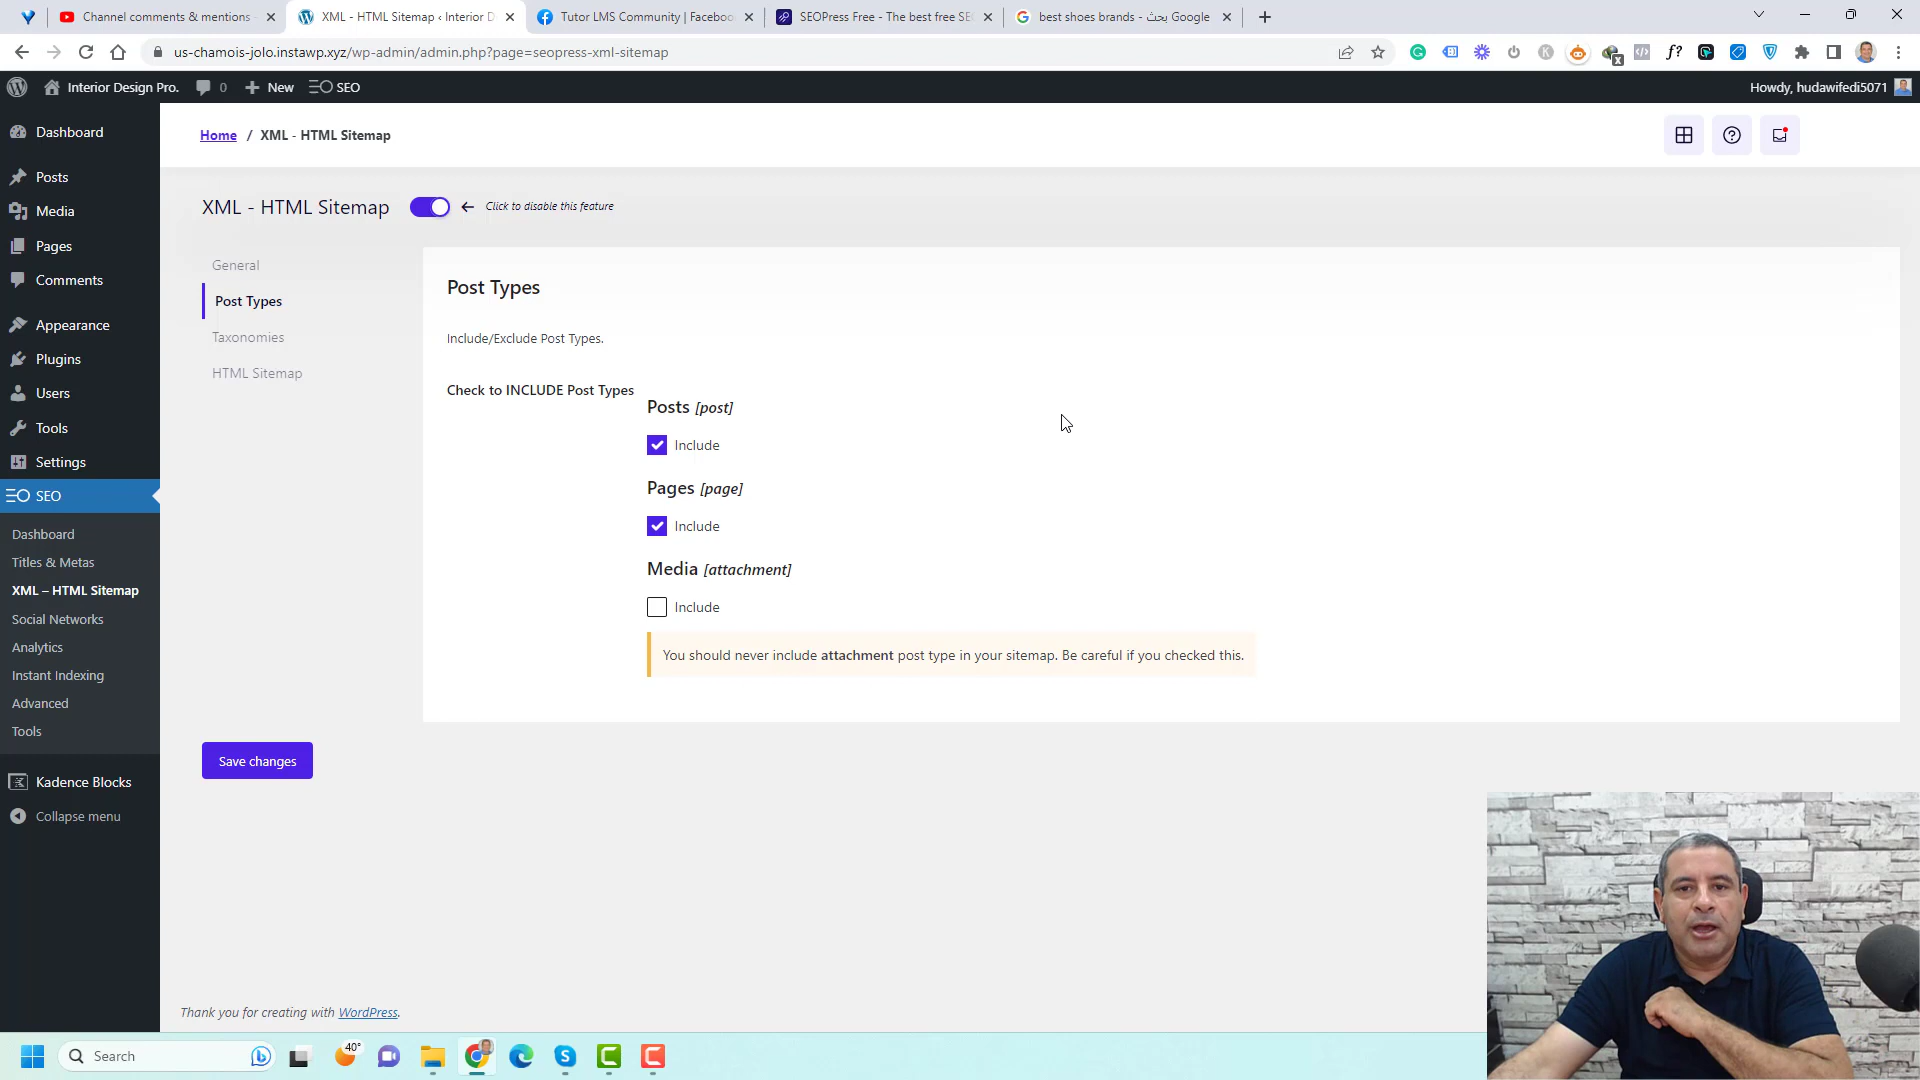 Channel comments & mentions
XML - HTML Sitemap ‹ Interior D
Tutor LMS Community | Faceboo
SEOPress Free - The best free SEO
best shoes brands - بحث Google
us-chamois-jolo.instawp.xyz/wp-admin/admin.php?page=seopress-xml-sitemap
Interior Design Pro.
0
New
SEO
Howdy, hudawifedi5071
Dashboard
Posts
Media
Pages
Comments
Appearance
Plugins
Users
Tools
Settings
SEO
Dashboard
Titles & Metas
XML – HTML Sitemap
Social Networks
Analytics
Instant Indexing
Advanced
Tools
Kadence Blocks
Collapse menu
Home / XML - HTML Sitemap
XML - HTML Sitemap
Click to disable this feature
General
Post Types
Taxonomies
HTML Sitemap
Post Types
Include/Exclude Post Types.
Check to INCLUDE Post Types
Posts [post]
Include
Pages [page]
Include
Media [attachment]
Include
You should never include attachment post type in your sitemap. Be careful if you checked this.
Save changes
Thank you for creating with WordPress.
Search
40°